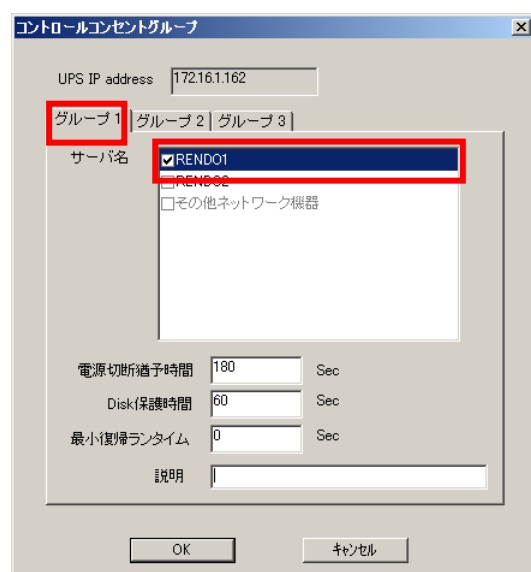 コントロールコンセントグループ
UPS IP address 172.16.1.162
グループ 1 グループ 2 グループ 3
サーバ名 RENDO1
RENDO2
その他ネットワーク機器
電源切断猶予時間 180 Sec
Disk保護時間 60 Sec
最小復帰ランタイム 0 Sec
説明
OK キャンセル